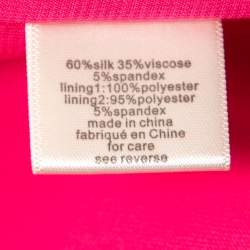 60%silk 35%viscose
5%spandex
lining1:100%polyester
lining2:95%polyester
5%spandex
made in china
fabriqué en Chine
for care
see reverse